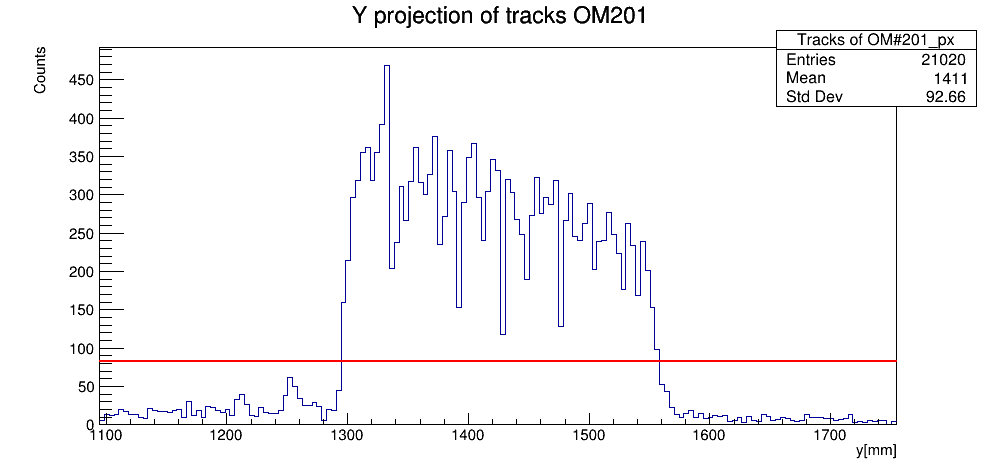 Y projection of tracks OM201
Counts
Tracks of OM#201_px
Entries 21020
Mean 1411
Std Dev 92.66
450
400
350
300
250
200
150
100
50
0
1100 1200 1300 1400 1500 1600 1700
y[mm]